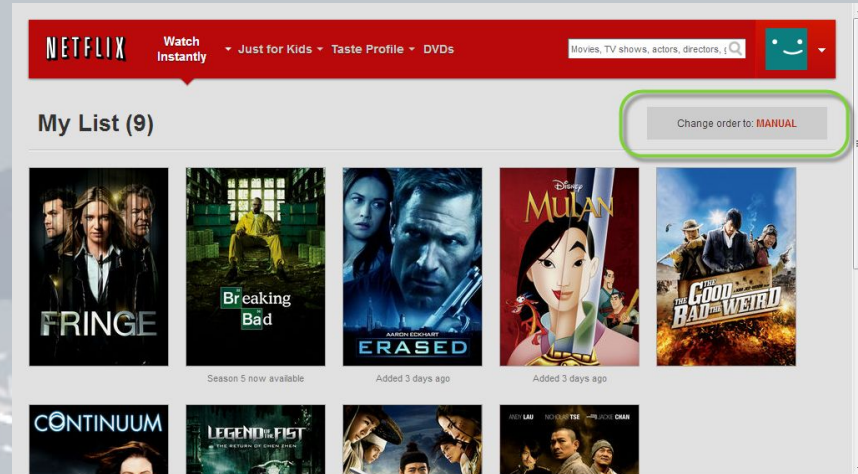 NETFLIX
Watch
Instantly
Just for Kids
Taste Profile
DVDs
Movies, TV shows, actors, directors, g
My List (9)
Change order to: MANUAL
FRINGE
Breaking
Bad
AARON ECKHART
ERASED
Disney
MULAN
THE
GOOD
THE
BAD THE WEIRD
Season 5 now available
Added 3 days ago
Added 3 days ago
CONTINUUM
LEGEND OF THE FIST
THE RETURN OF CHEN ZHEN
ANDY LAU NICHOLAS TSE JACKIE CHAN